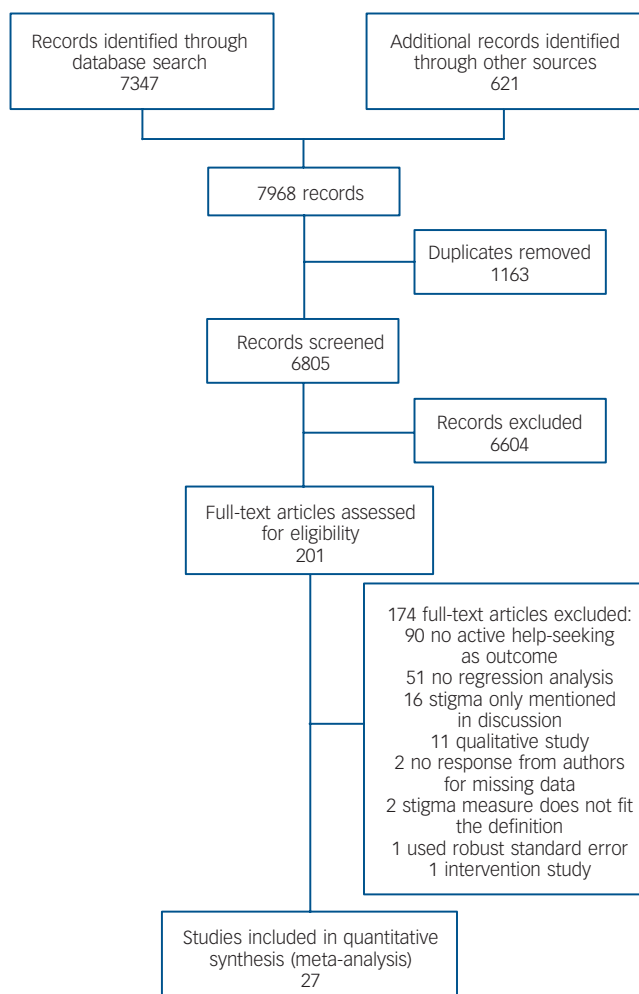 Records identified through
database search
7347
Additional records identified
through other sources
621
7968 records
Duplicates removed
1163
Records screened
6805
Records excluded
6604
Full-text articles assessed
for eligibility
201
174 full-text articles excluded:
90 no active help-seeking
as outcome
51 no regression analysis
16 stigma only mentioned
in discussion
11 qualitative study
2 no response from authors
for missing data
2 stigma measure does not fit
the definition
1 used robust standard error
1 intervention study
Studies included in quantitative
synthesis (meta-analysis)
27